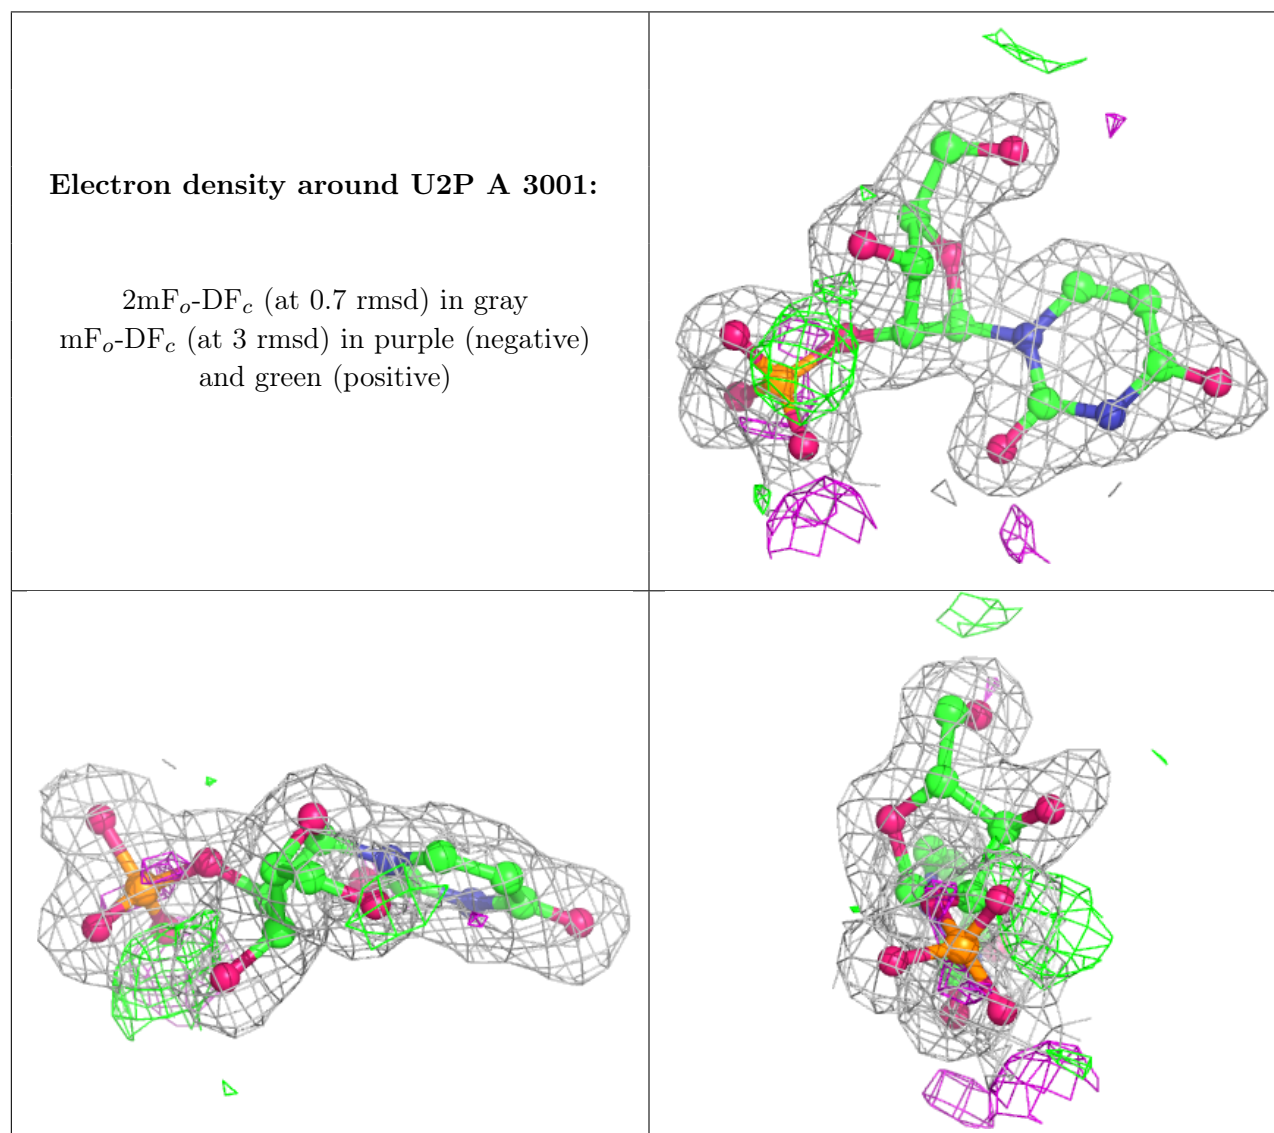 Electron density around U2P A 3001:
2mFo-DFc (at 0.7 rmsd) in gray
mFo-DFc (at 3 rmsd) in purple (negative)
and green (positive)